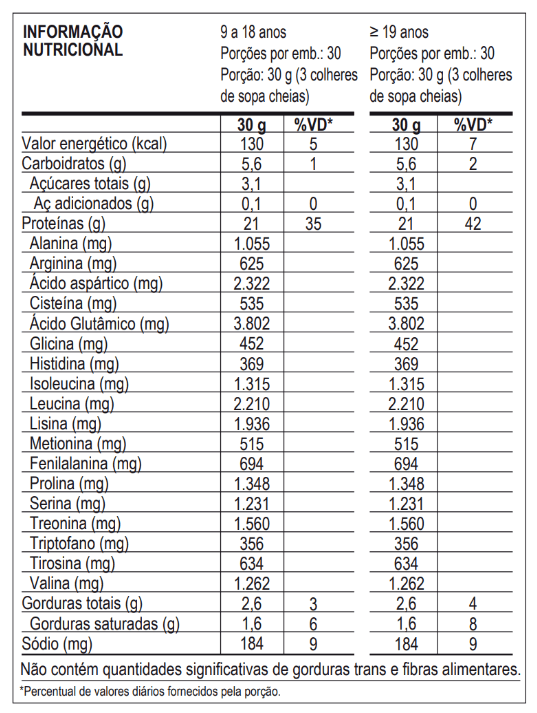 INFORMAÇÃO NUTRICIONAL
9 a 18 anos
Porções por emb.: 30
Porção: 30 g (3 colheres de sopa cheias)
≥ 19 anos
Porções por emb.: 30
Porção: 30 g (3 colheres de sopa cheias)
30 g %VD* 30 g %VD*
Valor energético (kcal) 130 5 130 7
Carboidratos (g) 5,6 1 5,6 2
Açúcares totais (g) 3,1 3,1
Aç adicionados (g) 0,1 0 0,1 0
Proteínas (g) 21 35 21 42
Alanina (mg) 1.055 1.055
Arginina (mg) 625 625
Ácido aspártico (mg) 2.322 2.322
Cisteína (mg) 535 535
Ácido Glutâmico (mg) 3.802 3.802
Glicina (mg) 452 452
Histidina (mg) 369 369
Isoleucina (mg) 1.315 1.315
Leucina (mg) 2.210 2.210
Lisina (mg) 1.936 1.936
Metionina (mg) 515 515
Fenilalanina (mg) 694 694
Prolina (mg) 1.348 1.348
Serina (mg) 1.231 1.231
Treonina (mg) 1.560 1.560
Triptofano (mg) 356 356
Tirosina (mg) 634 634
Valina (mg) 1.262 1.262
Gorduras totais (g) 2,6 3 2,6 4
Gorduras saturadas (g) 1,6 6 1,6 8
Sódio (mg) 184 9 184 9
Não contém quantidades significativas de gorduras trans e fibras alimentares.
*Percentual de valores diários fornecidos pela porção.